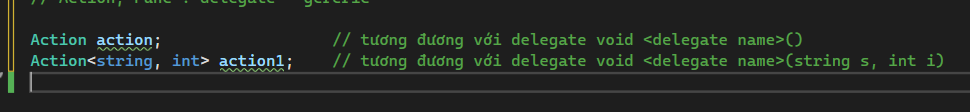 // Action, Func : delegate - generic
Action action; // tương đương với delegate void <delegate name>()
Action<string, int> action1; // tương đương với delegate void <delegate name>(string s, int i)